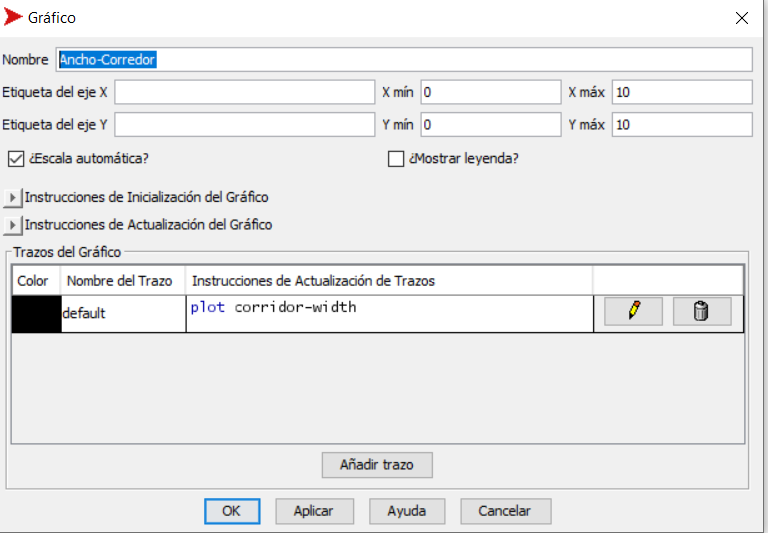 Gráfico
Nombre Ancho-Corredor
Etiqueta del eje X X mín 0 X máx 10
Etiqueta del eje Y Y mín 0 Y máx 10
¿Escala automática? ¿Mostrar leyenda?
Instrucciones de Inicialización del Gráfico
Instrucciones de Actualización del Gráfico
Trazos del Gráfico
Color Nombre del Trazo Instrucciones de Actualización de Trazos
default plot corridor-width
Añadir trazo
OK Aplicar Ayuda Cancelar